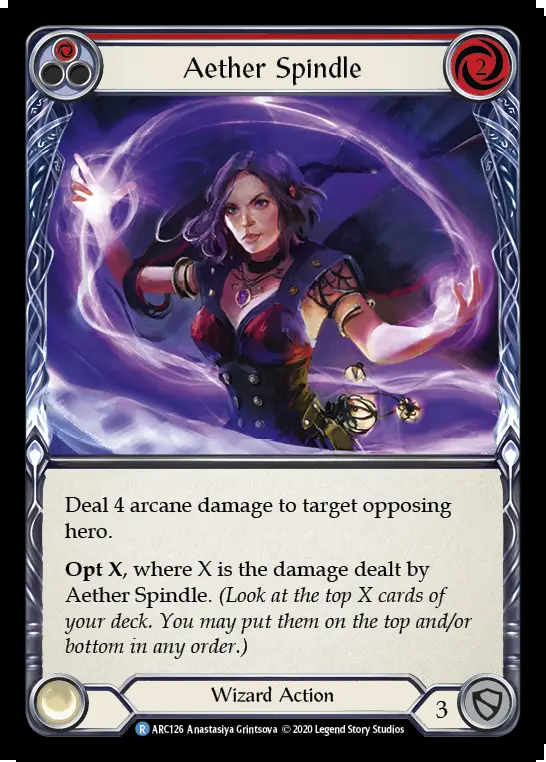 Aether Spindle
2
Deal 4 arcane damage to target opposing
hero.
Opt X, where X is the damage dealt by
Aether Spindle. (Look at the top X cards of
your deck. You may put them on the top and/or
bottom in any order.)
Wizard Action
3
R ARC126 Anastasiya Grintsova © 2020 Legend Story Studios